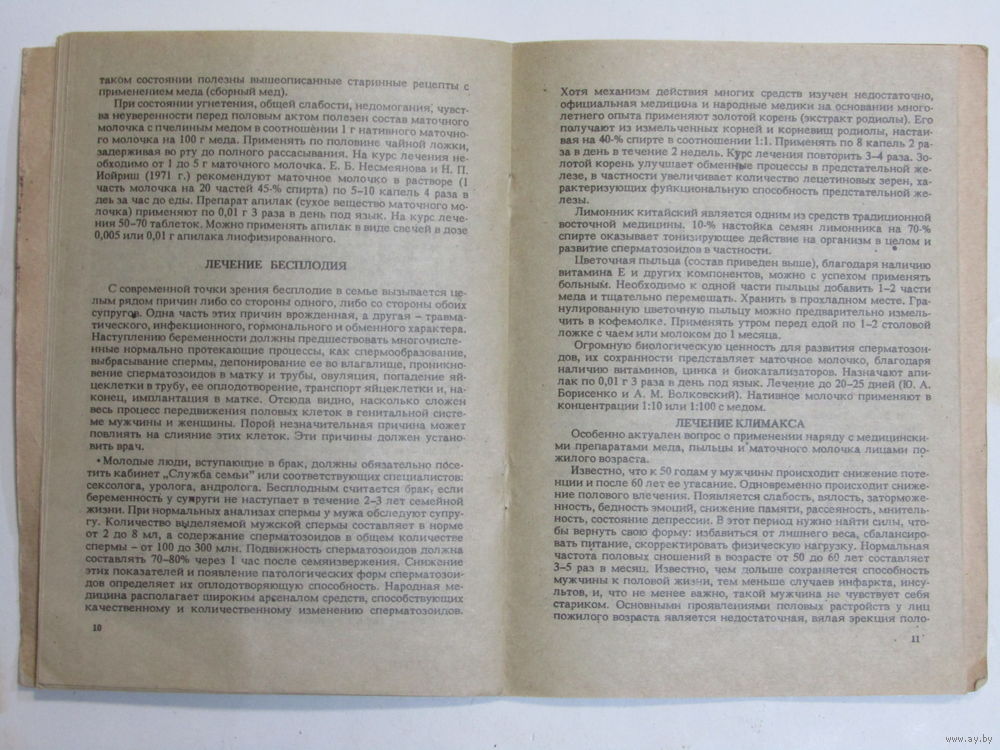 таком состоянии полезны вышеописанные старинные рецепты с
применением меда (сборный мед).
При состоянии угнетения, общей слабости, недомогания, чувст-
ва неуверенности перед половым актом полезен состав маточного
молочка с пчелиным медом в соотношении 1 г нативного маточно-
го молочка на 100 г меда. Применять по половине чайной ложки,
задерживая во рту до полного рассасывания. На курс лечения не-
обходимо от 1 до 5 г маточного молочка. Е. Б. Несмеянова и Н. П.
Иойриш (1971 г.) рекомендуют маточное молочко в растворе (1
часть молочка на 20 частей 45-% спирта) по 5–10 капель 4 раза в
день за час до еды. Препарат апилак (сухое вещество маточного мо-
лочка) применяют по 0,01 г 3 раза в день под язык. На курс лече-
ния 50–70 таблеток. Можно применять апилак в виде свечей в дозе
0,005 или 0,01 г апилака лиофизированного.
ЛЕЧЕНИЕ БЕСПЛОДИЯ
С современной точки зрения бесплодие в семье вызывается це-
лым рядом причин либо со стороны одного, либо со стороны обоих
супругов. Одна часть этих причин врожденная, а другая – травма-
тического, инфекционного, гормонального и обменного характера.
Наступлению беременности должны предшествовать многочисле-
нные нормально протекающие процессы, как спермообразование,
выбрасывание спермы, депонирование ее во влагалище, проникно-
вение сперматозоидов в матку и трубы, овуляция, попадание яй-
цеклетки в трубу, ее оплодотворение, транспорт яйцеклетки и, на-
конец, имплантация в матке. Отсюда видно, насколько сложен
весь процесс передвижения половых клеток в генитальной систе-
ме мужчины и женщины. Порой незначительная причина может
повлиять на слияние этих клеток. Эти причины должен устано-
вить врач.
Молодые люди, вступающие в брак, должны обязательно посе-
тить кабинет „Служба семьи" или соответствующих специалистов:
сексолога, уролога, андролога. Бесплодным считается брак, если
беременность у супруги не наступает в течение 2–3 лет семейной
жизни. При нормальных анализах спермы у мужа обследуют супру-
гу. Количество выделяемой мужской спермы составляет в норме
от 2 до 8 мл, а содержание сперматозоидов в общем количестве
спермы – от 100 до 300 млн. Подвижность сперматозоидов должна
составлять 70–80% через 1 час после семяизвержения. Снижение
этих показателей и появление патологических форм сперматозои-
дов определяет их оплодотворяющую способность. Народная ме-
дицина располагает широким арсеналом средств, способствующих
качественному и количественному изменению сперматозоидов.
10
Хотя механизм действия многих средств изучен недостаточно,
официальная медицина и народные медики на основании много-
летнего опыта применяют золотой корень (экстракт родиолы). Его
получают из измельченных корней и корневищ родиолы, настаи-
вая на 40-% спирте в соотношении 1:1. Применять по 8 капель 2 ра-
за в день в течение 2 недель. Курс лечения повторить 3–4 раза. Зо-
лотой корень улучшает обменные процессы в предстательной же-
лезе, в частности увеличивает количество лецетиновых зерен, ха-
рактеризующих функциональную способность предстательной же-
лезы.
Лимонник китайский является одним из средств традиционной
восточной медицины. 10-% настойка семян лимонника на 70-%
спирте оказывает тонизирующее действие на организм в целом и
развитие сперматозоидов в частности.
Цветочная пыльца (состав приведен выше), благодаря наличию
витамина Е и других компонентов, можно с успехом применять
больным. Необходимо к одной части пыльцы добавить 1–2 части
меда и тщательно перемешать. Хранить в прохладном месте. Гра-
нулированную цветочную пыльцу можно предварительно измель-
чить в кофемолке. Применять утром перед едой по 1–2 столовой
ложке с чаем или молоком до 1 месяца.
Огромную биологическую ценность для развития сперматозои-
дов, их сохранности представляет маточное молочко, благодаря
наличию витаминов, цинка и биокатализаторов. Назначают апи-
лак по 0,01 г 3 раза в день под язык. Лечение до 20–25 дней (Ю. А.
Борисенко и А. М. Волковский). Нативное молочко применяют в
концентрации 1:10 или 1:100 с медом.
ЛЕЧЕНИЕ КЛИМАКСА
Особенно актуален вопрос о применении наряду с медицински-
ми препаратами меда, пыльцы и маточного молочка лицами по-
жилого возраста.
Известно, что к 50 годам у мужчины происходит снижение поте-
нции и после 60 лет ее угасание. Одновременно происходит сниже-
ние полового влечения. Появляется слабость, вялость, заторможе-
нность, бедность эмоций, снижение памяти, рассеяность, мнитель-
ность, состояние депрессии. В этот период нужно найти силы, что-
бы вернуть свою форму: избавиться от лишнего веса, сбалансиро-
вать питание, скорректировать физическую нагрузку. Нормальная
частота половых сношений в возрасте от 50 до 60 лет составляет
3–5 раз в месяц. Известно, чем дольше сохраняется способность
мужчины к половой жизни, тем меньше случаев инфаркта, инсу-
льтов, и, что не менее важно, такой мужчина не чувствует себя
стариком. Основными проявлениями половых растройств у лиц
пожилого возраста является недостаточная, вялая эрекция поло-
11
www.ay.by